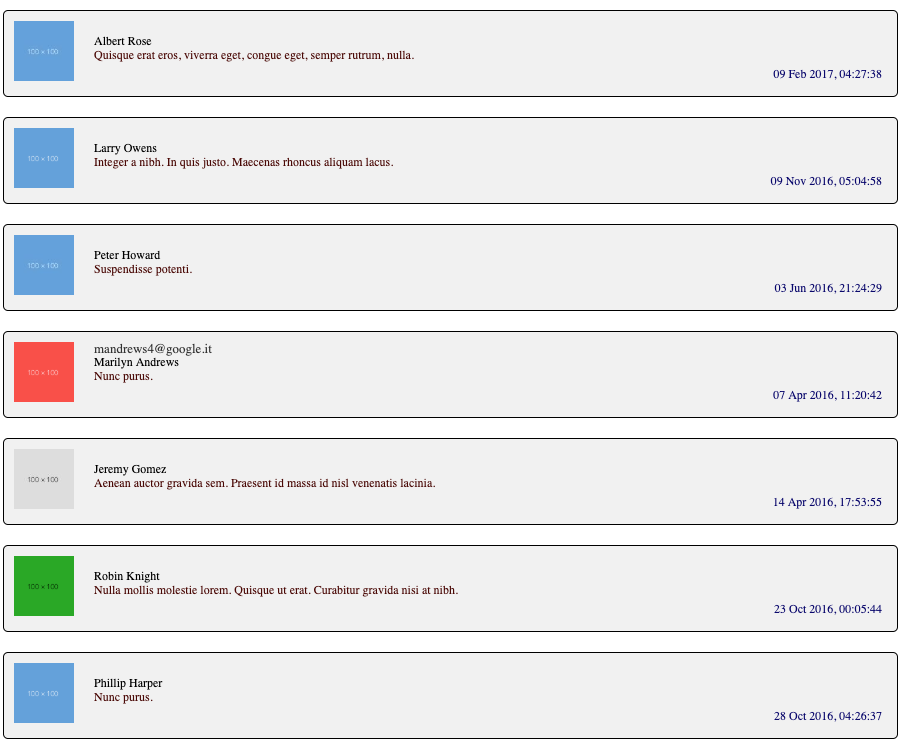 100 × 100
Albert Rose
Quisque erat eros, viverra eget, congue eget, semper rutrum, nulla.
09 Feb 2017, 04:27:38
100 × 100
Larry Owens
Integer a nibh. In quis justo. Maecenas rhoncus aliquam lacus.
09 Nov 2016, 05:04:58
100 × 100
Peter Howard
Suspendisse potenti.
03 Jun 2016, 21:24:29
100 × 100
mandrews4@google.it
Marilyn Andrews
Nunc purus.
07 Apr 2016, 11:20:42
100 × 100
Jeremy Gomez
Aenean auctor gravida sem. Praesent id massa id nisl venenatis lacinia.
14 Apr 2016, 17:53:55
100 × 100
Robin Knight
Nulla mollis molestie lorem. Quisque ut erat. Curabitur gravida nisi at nibh.
23 Oct 2016, 00:05:44
100 × 100
Phillip Harper
Nunc purus.
28 Oct 2016, 04:26:37